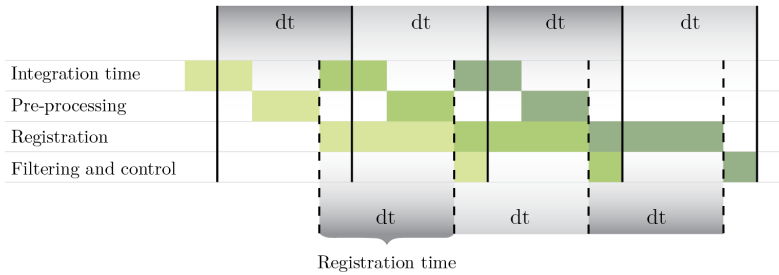 dt dt dt dt
Integration time
Pre-processing
Registration
Filtering and control
dt dt dt
Registration time